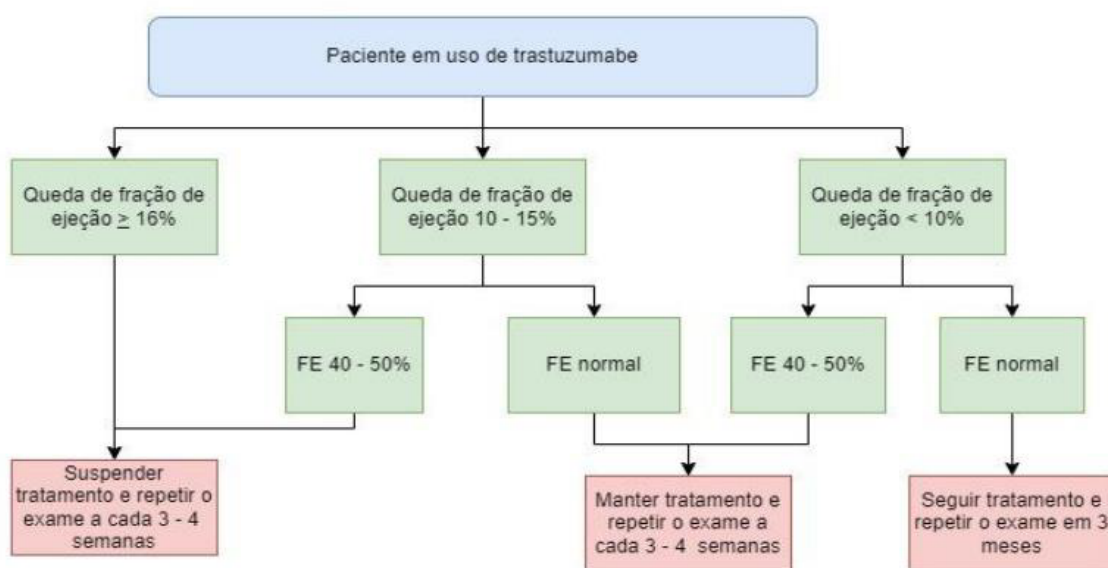 Paciente em uso de trastuzumabe
Queda de fração de
ejeção ≥ 16%
Queda de fração de
ejeção 10 - 15%
Queda de fração de
ejeção < 10%
FE 40 - 50%
FE normal
FE 40 - 50%
FE normal
Suspender
tratamento e repetir o
exame a cada 3 - 4
semanas
Manter tratamento e
repetir o exame a
cada 3 - 4 semanas
Seguir tratamento e
repetir o exame em 3
meses